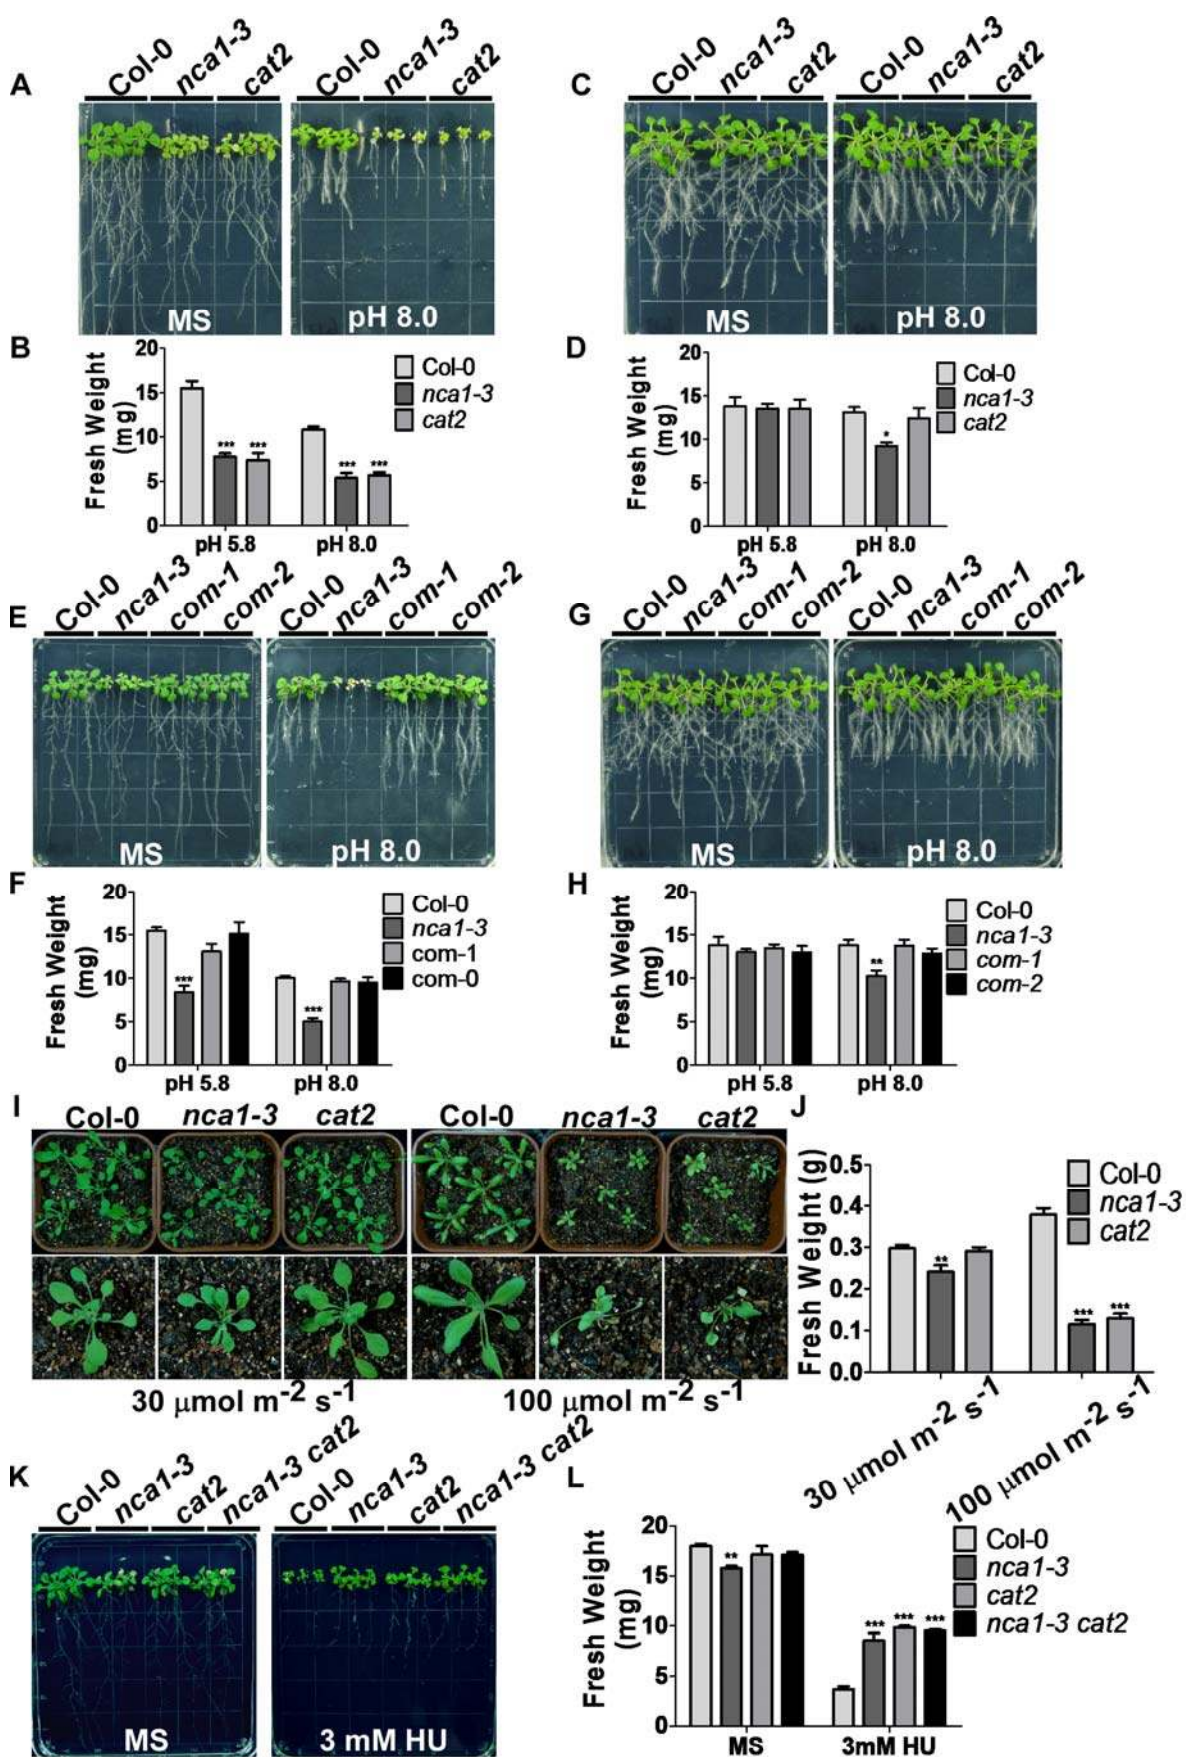 A
Col-0
nca1-3
cat2
Col-0
nca1-3
cat2
MS
pH 8.0
C
Col-0
nca1-3
cat2
Col-0
nca1-3
cat2
MS
pH 8.0
B
Fresh Weight
(mg)
20
15
10
5
0
*** ***
*** ***
pH 5.8
pH 8.0
Col-0
nca1-3
cat2
D
Fresh Weight
(mg)
20
15
10
5
0
*
pH 5.8
pH 8.0
Col-0
nca1-3
cat2
E
Col-0
nca1-3
com-1
com-2
Col-0
nca1-3
com-1
com-2
MS
pH 8.0
G
Col-0
nca1-3
com-1
com-2
Col-0
nca1-3
com-1
com-2
MS
pH 8.0
F
Fresh Weight
(mg)
20
15
10
5
0
***
***
pH 5.8
pH 8.0
Col-0
nca1-3
com-1
com-0
H
Fresh Weight
(mg)
20
15
10
5
0
**
pH 5.8
pH 8.0
Col-0
nca1-3
com-1
com-2
I
Col-0
nca1-3
cat2
Col-0
nca1-3
cat2
30 μmol m⁻² s⁻¹
100 μmol m⁻² s⁻¹
J
Fresh Weight (g)
0.5
0.4
0.3
0.2
0.1
0.0
**
*** ***
30 μmol m⁻² s⁻¹
100 μmol m⁻² s⁻¹
Col-0
nca1-3
cat2
K
Col-0
nca1-3
cat2
nca1-3 cat2
Col-0
nca1-3
cat2
nca1-3 cat2
MS
3 mM HU
L
Fresh Weight
(mg)
20
15
10
5
0
**
*** *** ***
MS
3mM HU
Col-0
nca1-3
cat2
nca1-3 cat2